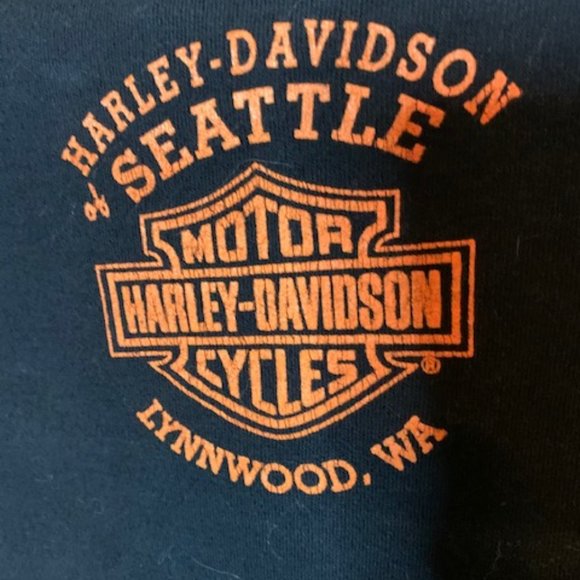 HARLEY-DAVIDSON
of SEATTLE
MOTOR
HARLEY-DAVIDSON
CYCLES ®
LYNNWOOD, WA